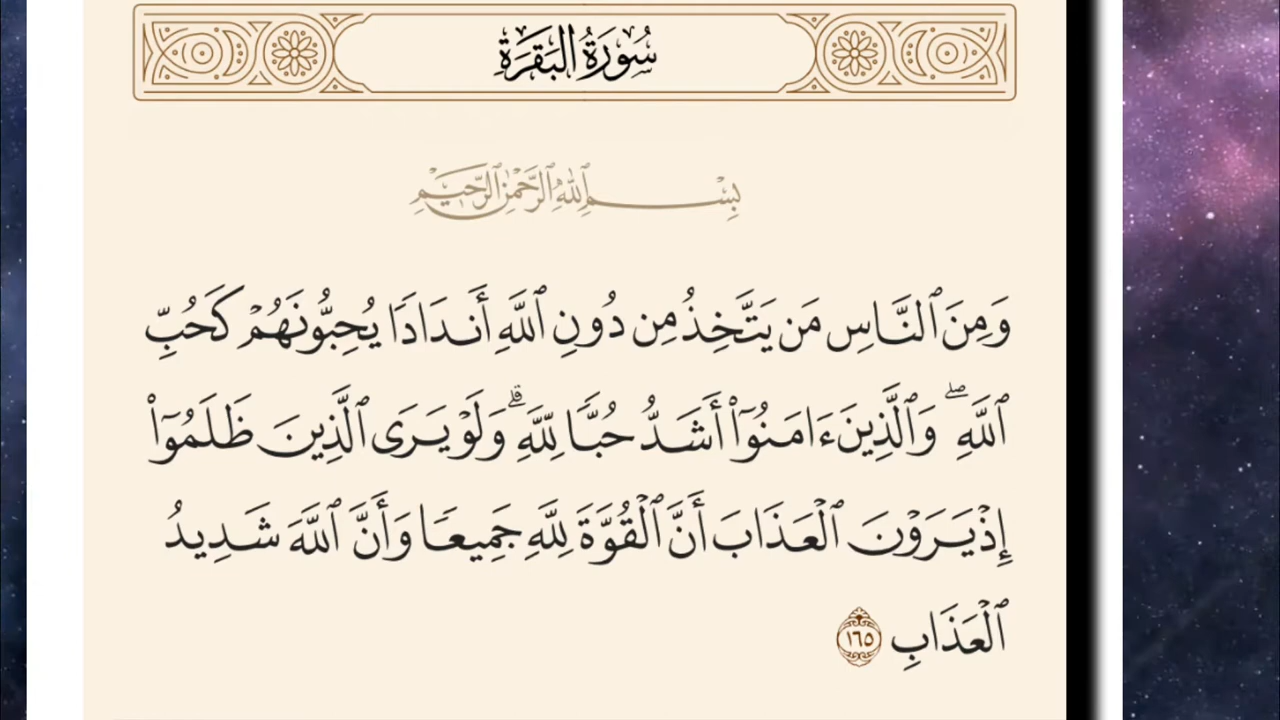 سُورَةُ البَقَرَةِ
بِسْمِ ٱللَّهِ ٱلرَّحْمَٰنِ ٱلرَّحِيمِ
وَمِنَ ٱلنَّاسِ مَن يَتَّخِذُ مِن دُونِ ٱللَّهِ أَندَادٗا يُحِبُّونَهُمۡ كَحُبِّ
ٱللَّهِۖ وَٱلَّذِينَ ءَامَنُوٓاْ أَشَدُّ حُبّٗا لِّلَّهِۗ وَلَوۡ يَرَى ٱلَّذِينَ ظَلَمُوٓاْ
إِذۡ يَرَوۡنَ ٱلۡعَذَابَ أَنَّ ٱلۡقُوَّةَ لِلَّهِ جَمِيعٗا وَأَنَّ ٱللَّهَ شَدِيدُ
ٱلۡعَذَابِ ١٦٥